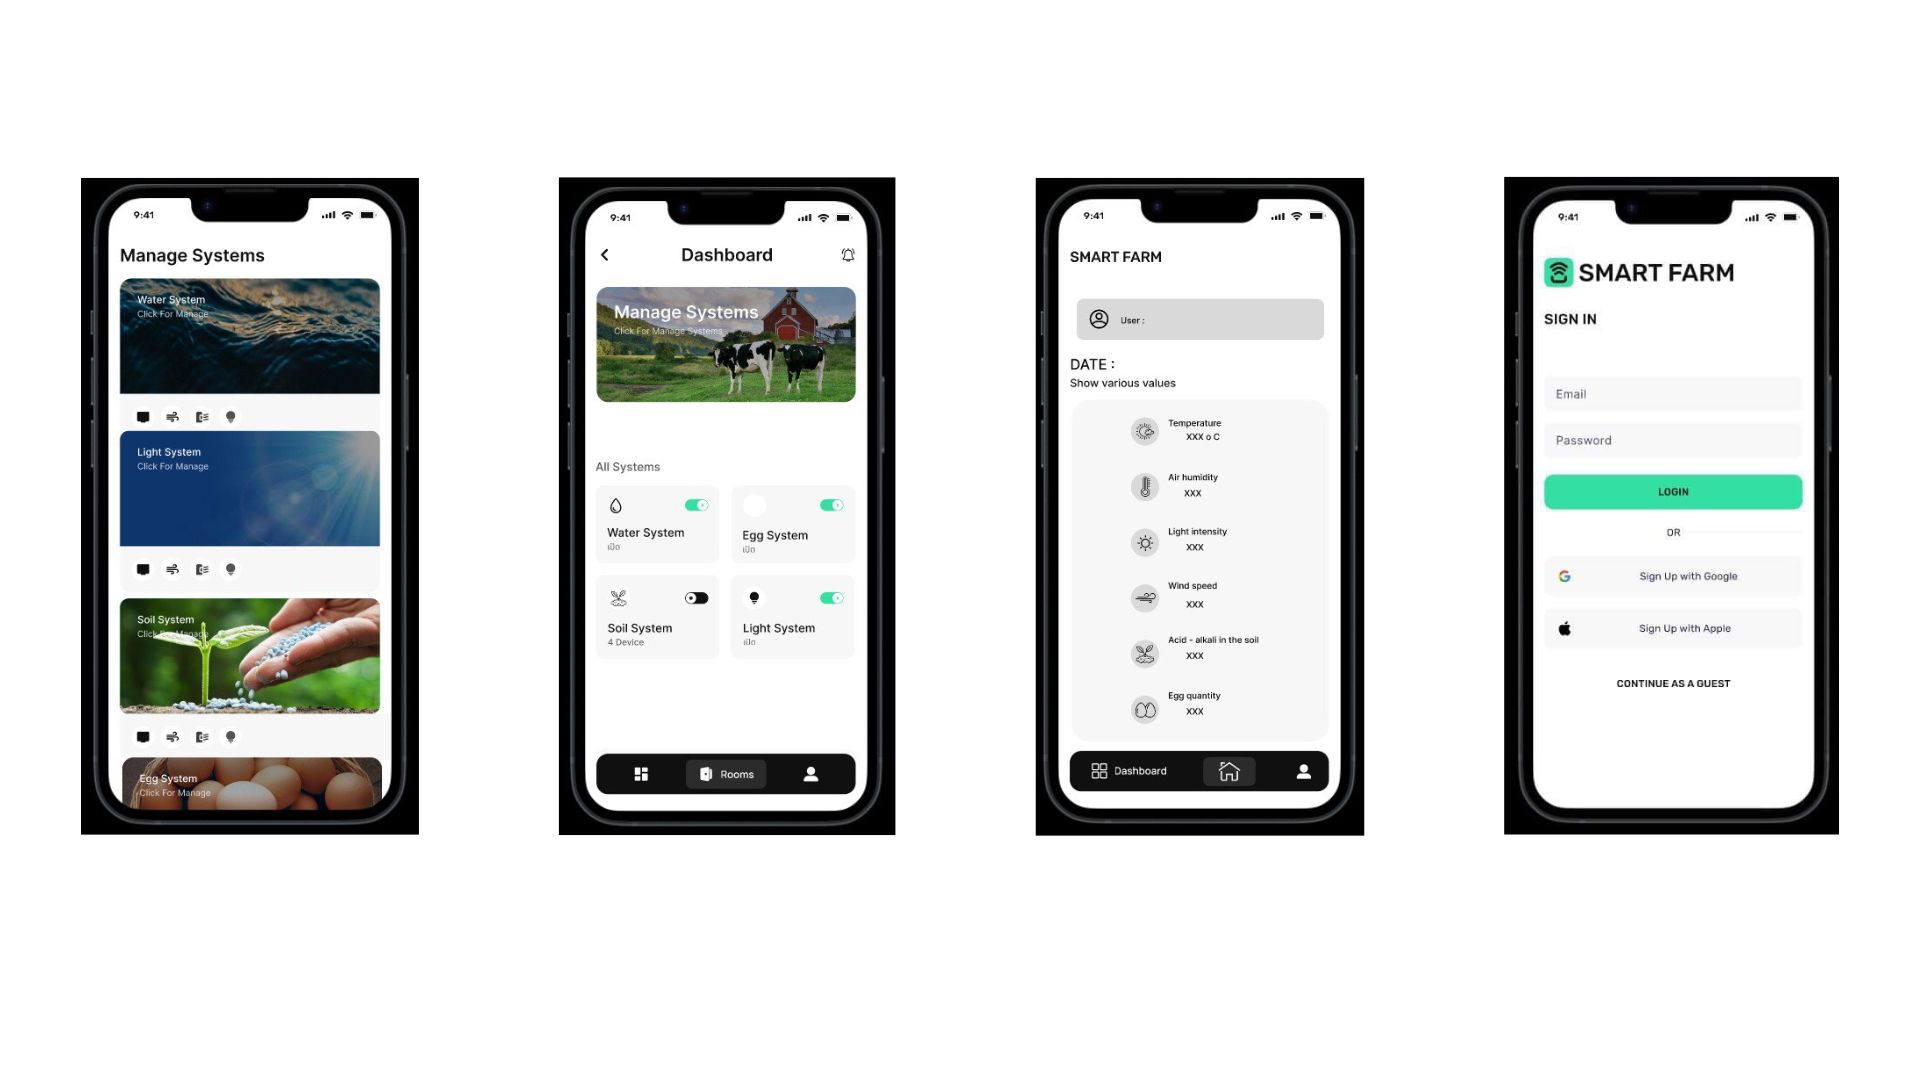 9:41
Manage Systems
Water System
Click For Manage
Light System
Click For Manage
Soil System
Click For Manage
Egg System
Click For Manage
9:41
Dashboard
Manage Systems
Click For Manage Systems
All Systems
Water System
เปิด
Egg System
เปิด
Soil System
4 Device
Light System
เปิด
Rooms
9:41
SMART FARM
User :
DATE :
Show various values
Temperature
XXX o C
Air humidity
XXX
Light intensity
XXX
Wind speed
XXX
Acid - alkali in the soil
XXX
Egg quantity
XXX
Dashboard
9:41
SMART FARM
SIGN IN
Email
Password
LOGIN
OR
Sign Up with Google
Sign Up with Apple
CONTINUE AS A GUEST